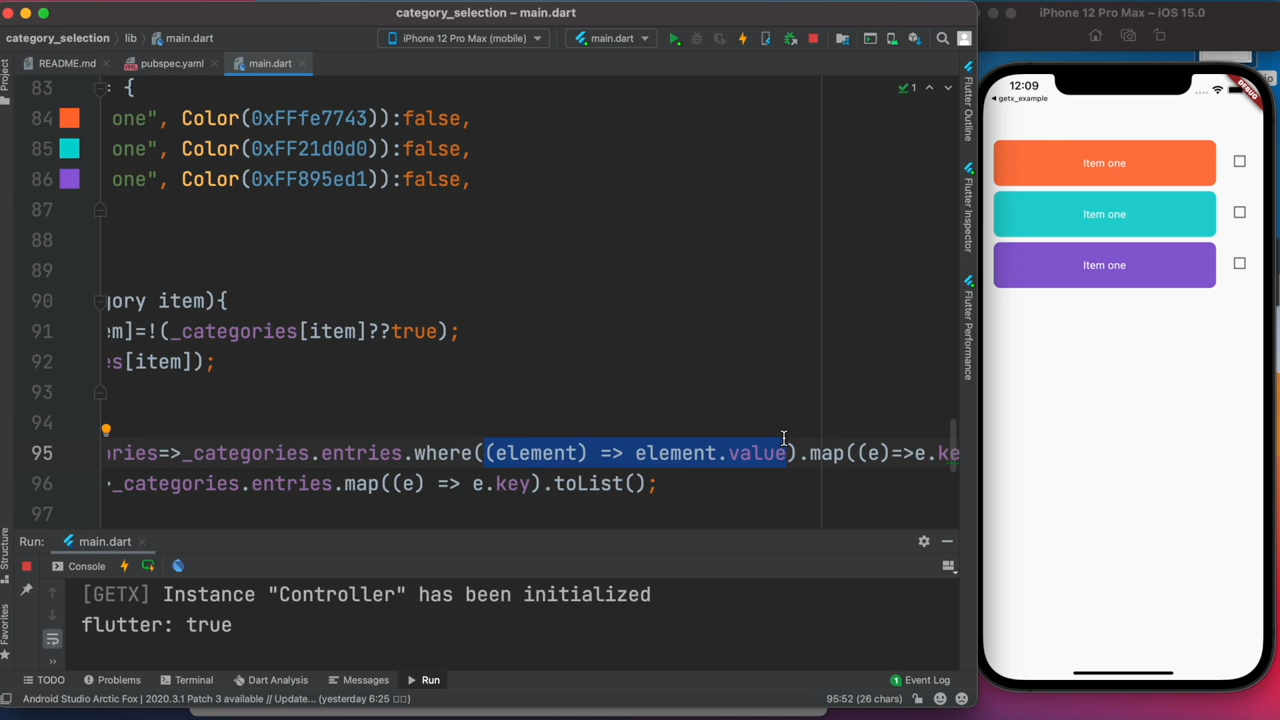 category_selection – main.dart
iPhone 12 Pro Max – iOS 15.0
category_selection lib main.dart
iPhone 12 Pro Max (mobile)
main.dart
README.md pubspec.yaml main.dart
Project
83 : {
84 one", Color(0xFFfe7743)):false,
85 one", Color(0xFF21d0d0)):false,
86 one", Color(0xFF895ed1)):false,
87
88
89
90 gory item){
91 em]=!(_categories[item]??true);
92 es[item]);
93
94
95 ories=>_categories.entries.where((element) => element.value).map((e)=>e.ke
96 >_categories.entries.map((e) => e.key).toList();
97
1
Flutter Outline
Flutter Inspector
Flutter Performance
Structure
Favorites
Run: main.dart
Console
[GETX] Instance "Controller" has been initialized
flutter: true
TODO Problems Terminal Dart Analysis Messages Run
1 Event Log
Android Studio Arctic Fox | 2020.3.1 Patch 3 available // Update... (yesterday 6:25
95:52 (26 chars)
12:09
getx_example
DEBUG
Item one
Item one
Item one